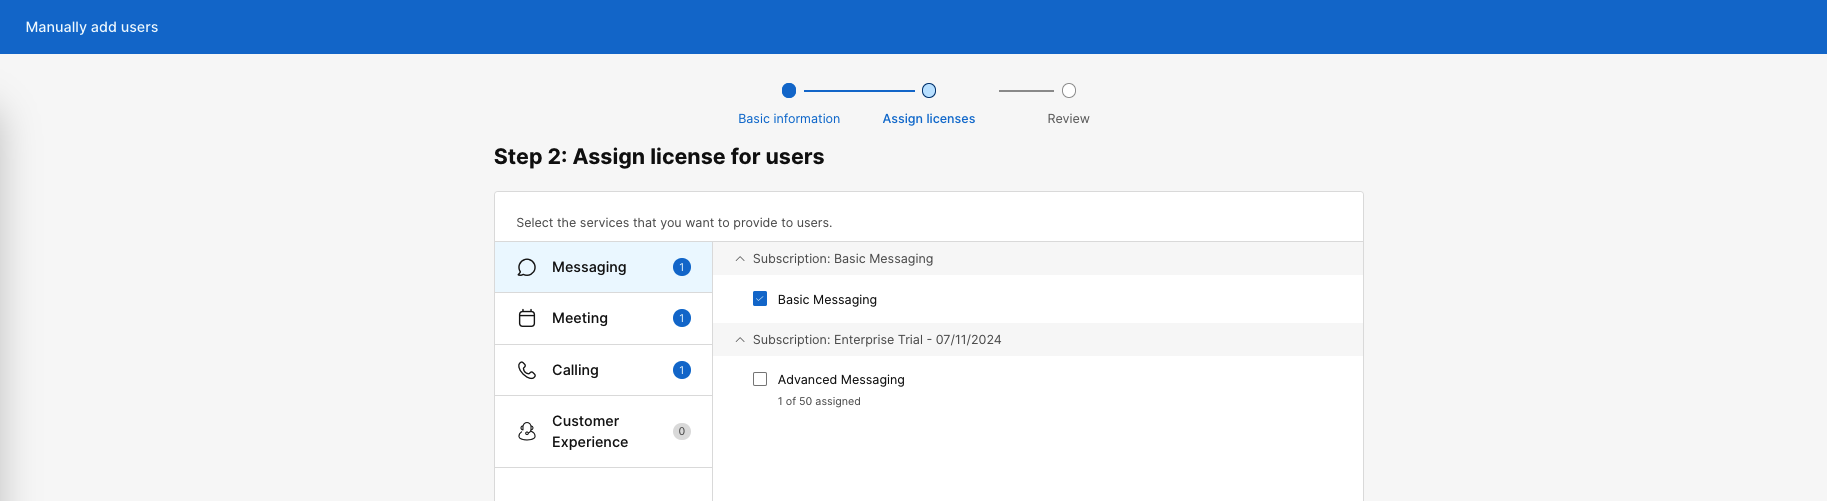 Manually add users
Basic information
Assign licenses
Review
Step 2: Assign license for users
Select the services that you want to provide to users.
Messaging
1
Meeting
1
Calling
1
Customer
Experience
0
Subscription: Basic Messaging
Basic Messaging
Subscription: Enterprise Trial - 07/11/2024
Advanced Messaging
1 of 50 assigned